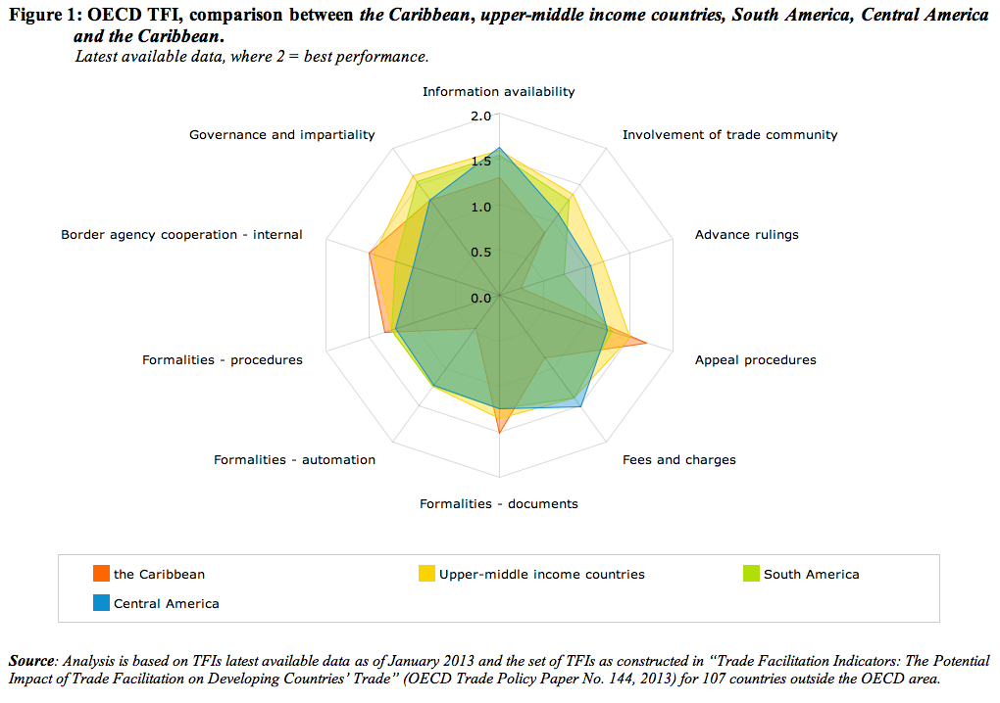 Figure 1: OECD TFI, comparison between the Caribbean, upper-middle income countries, South America, Central America
and the Caribbean.
Latest available data, where 2 = best performance.
Information availability
2.0
Governance and impartiality
Involvement of trade community
1.5
1.0
Border agency cooperation - internal
Advance rulings
0.5
0.0
Formalities - procedures
Appeal procedures
Formalities - automation
Fees and charges
Formalities - documents
the Caribbean
Upper-middle income countries
South America
Central America
Source: Analysis is based on TFIs latest available data as of January 2013 and the set of TFIs as constructed in “Trade Facilitation Indicators: The Potential
Impact of Trade Facilitation on Developing Countries’ Trade” (OECD Trade Policy Paper No. 144, 2013) for 107 countries outside the OECD area.